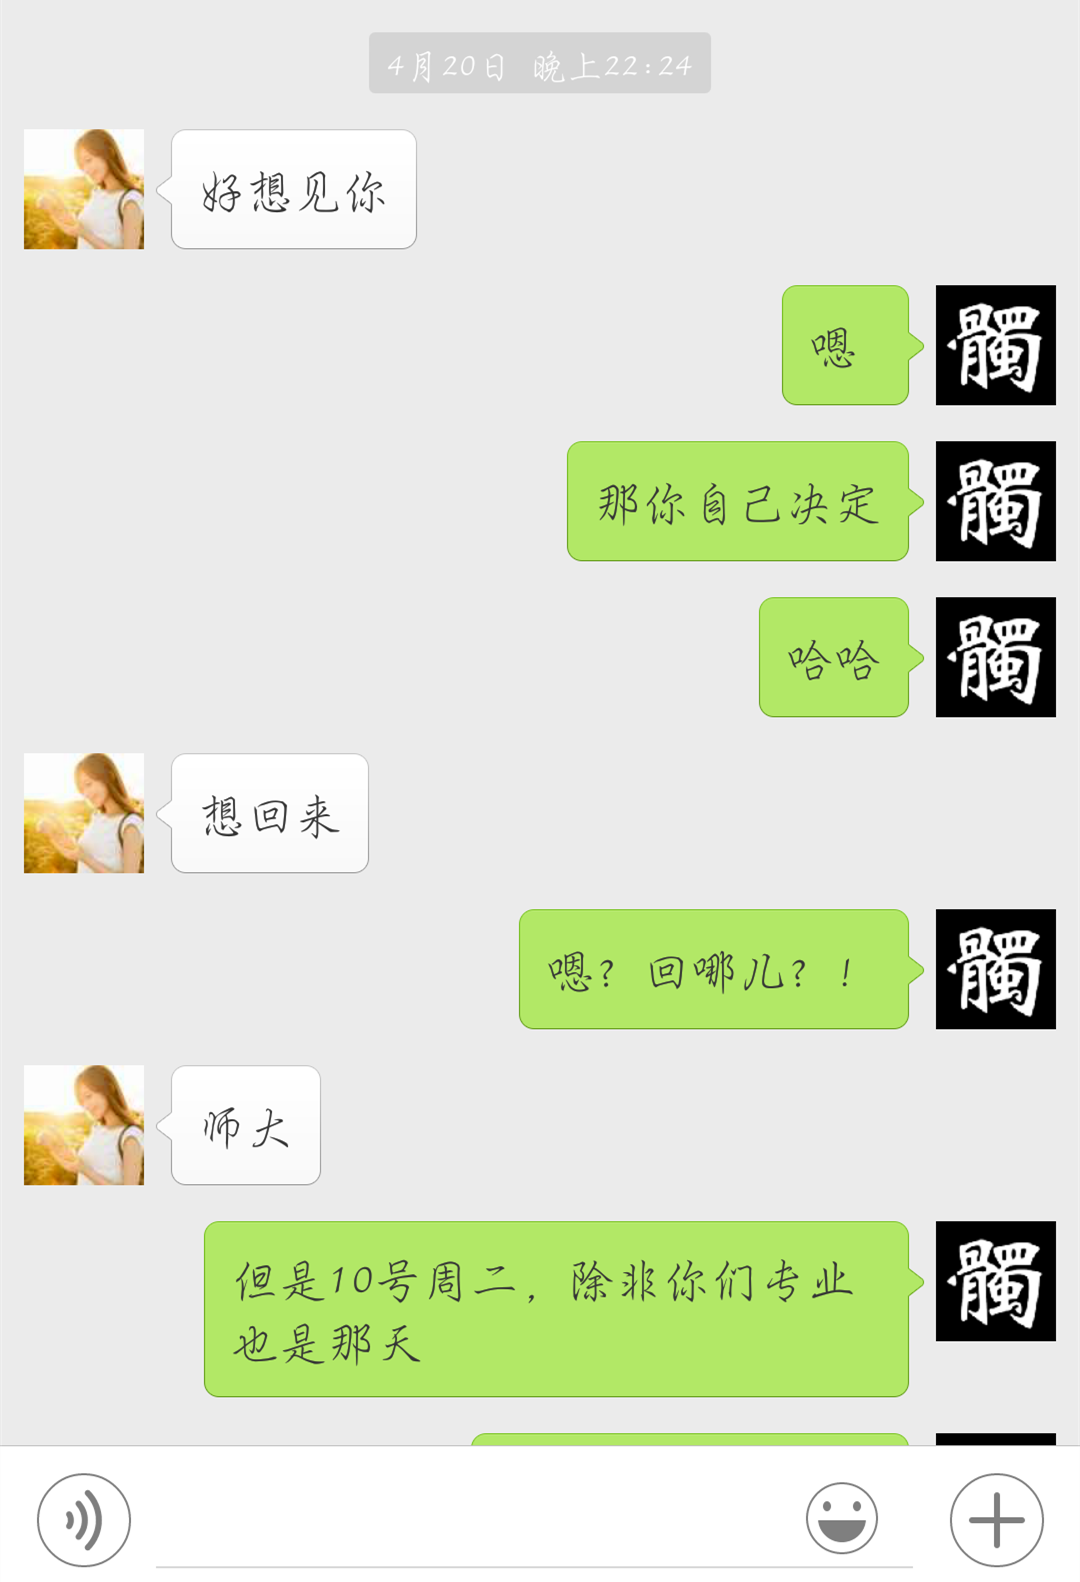 4月20日 晚上22:24
好想见你
嗯
髑
那你自己决定
髑
哈哈
髑
想回来
嗯？回哪儿？！
髑
师大
但是10号周二，除非你们专业
也是那天
髑